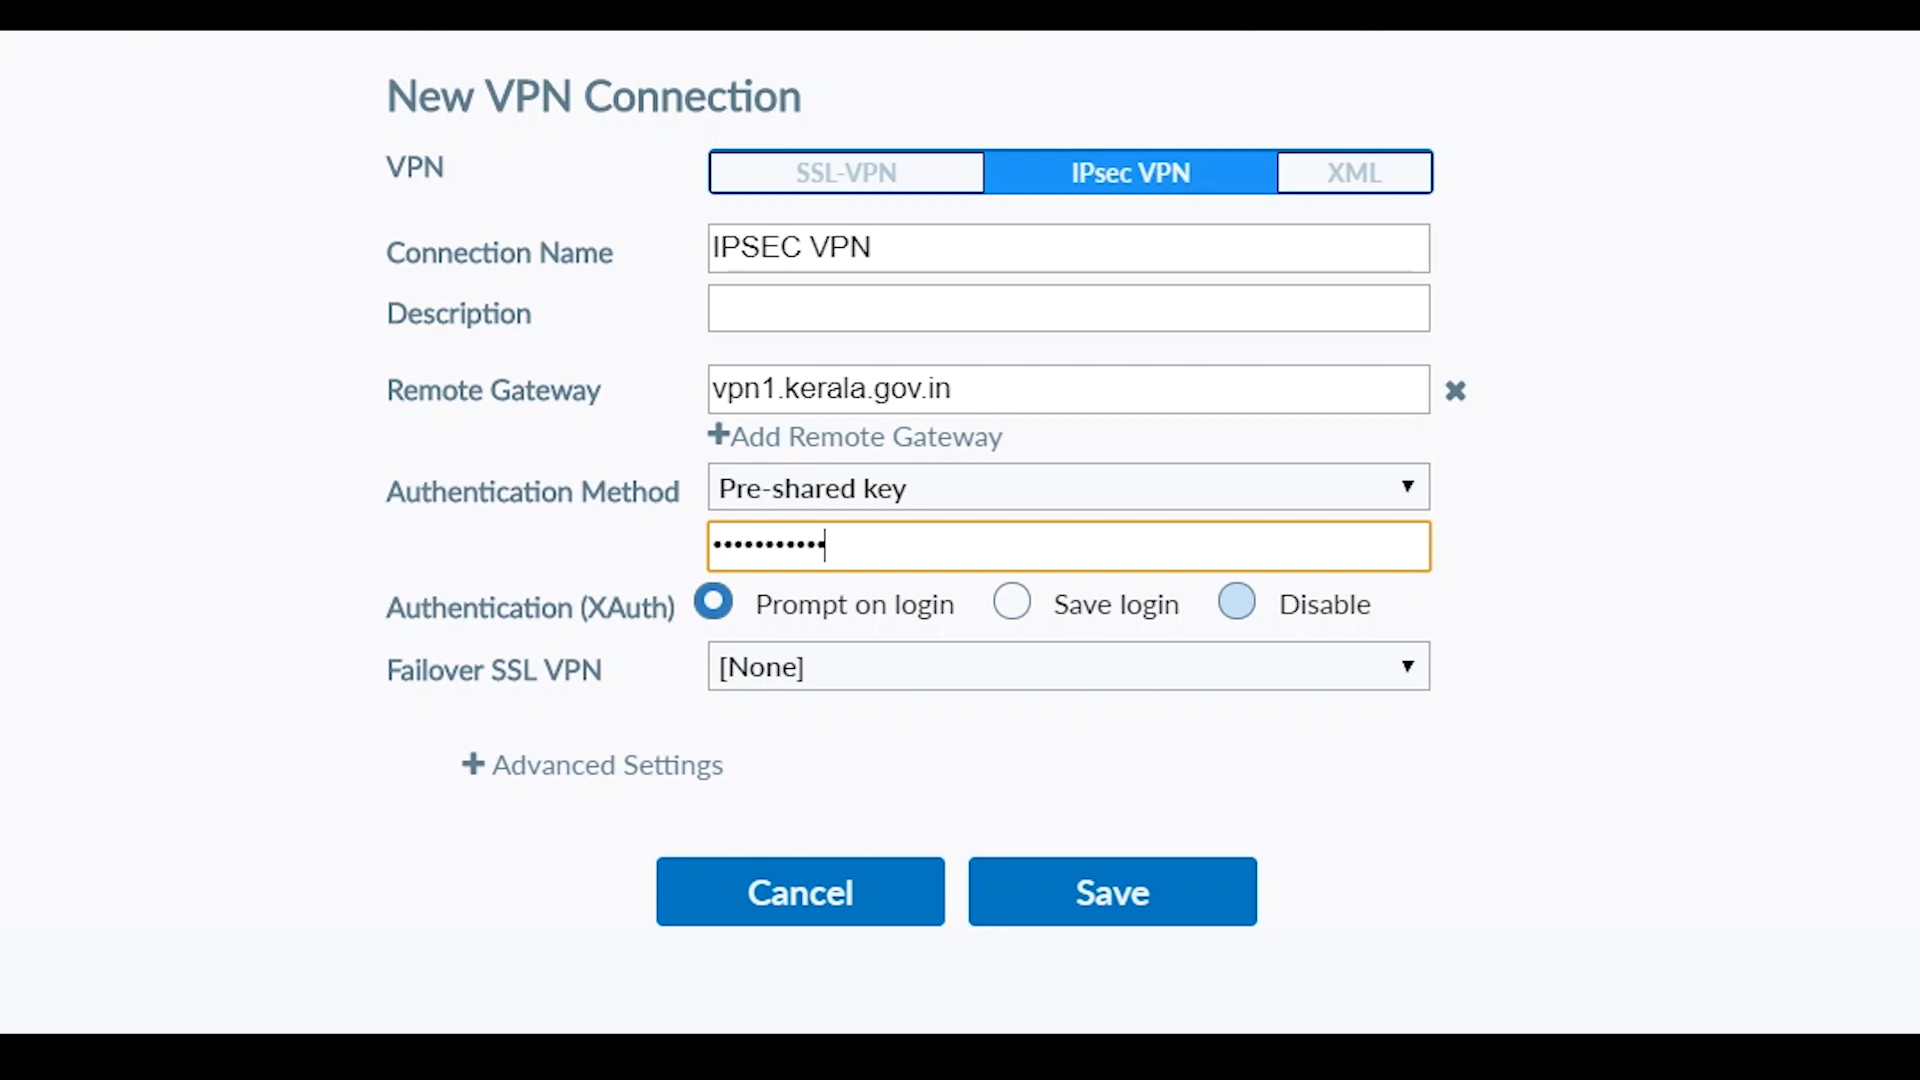 New VPN Connection
VPN SSL-VPN IPsec VPN XML
Connection Name IPSEC VPN
Description
Remote Gateway vpn1.kerala.gov.in ✖
+Add Remote Gateway
Authentication Method Pre-shared key ▼
•••••••••••
Authentication (XAuth) Prompt on login Save login Disable
Failover SSL VPN [None] ▼
+ Advanced Settings
Cancel Save